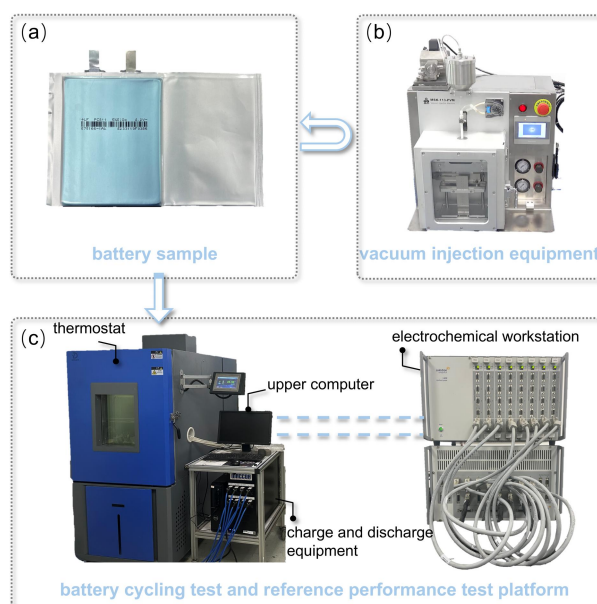 (a)
battery sample
(b)
vacuum injection equipment
(c)
thermostat
upper computer
electrochemical workstation
MACCOR
charge and discharge
equipment
battery cycling test and reference performance test platform